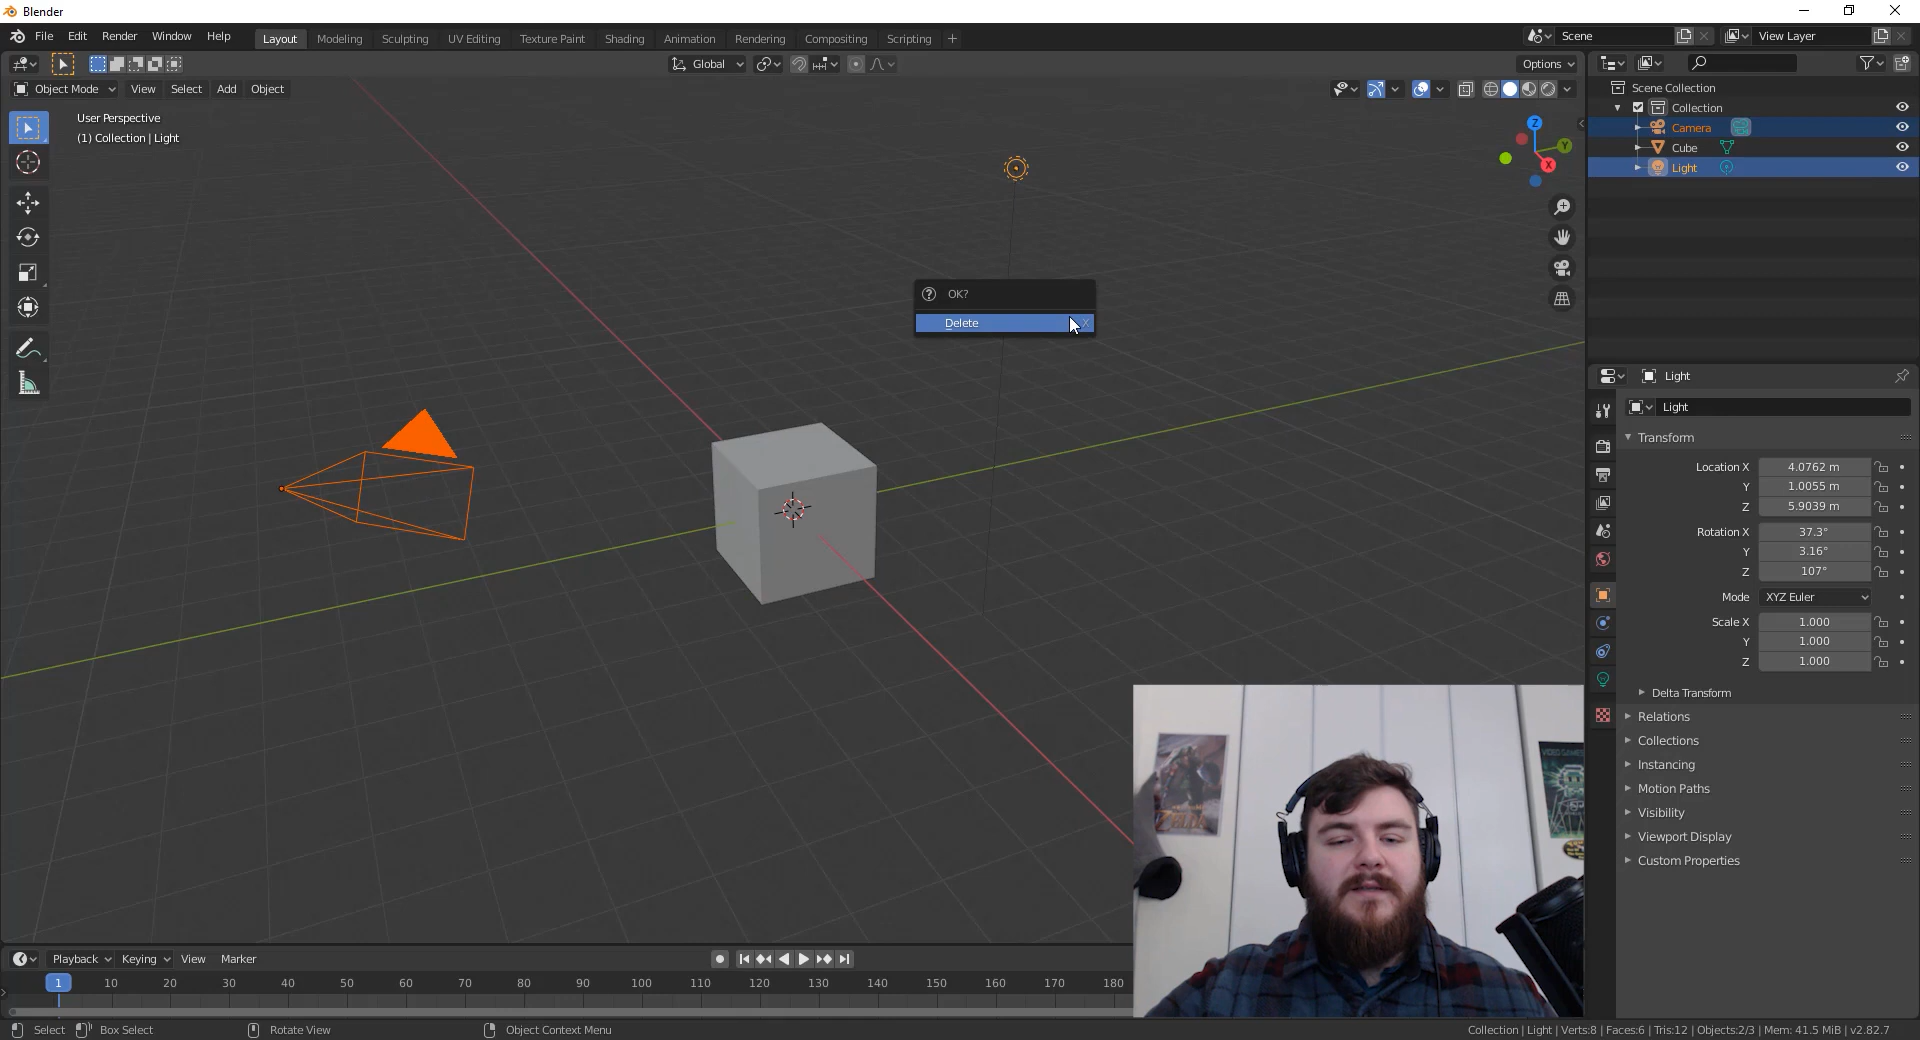 Blender
File Edit Render Window Help Layout Modeling Sculpting UV Editing Texture Paint Shading Animation Rendering Compositing Scripting + Scene View Layer
Global Options
Object Mode View Select Add Object
User Perspective
(1) Collection | Light
Z
Y
X
OK?
Delete X
Scene Collection
Collection
Camera
Cube
Light
Light
Light
Transform
Location X 4.0762 m
Y 1.0055 m
Z 5.9039 m
Rotation X 37.3°
Y 3.16°
Z 107°
Mode XYZ Euler
Scale X 1.000
Y 1.000
Z 1.000
Delta Transform
Relations
Collections
Instancing
Motion Paths
Visibility
Viewport Display
Custom Properties
ZELDA
VIDEO GAMES
Playback Keying View Marker
1 10 20 30 40 50 60 70 80 90 100 110 120 130 140 150 160 170 180
Select Box Select Rotate View Object Context Menu
Collection | Light | Verts:8 | Faces:6 | Tris:12 | Objects:2/3 | Mem: 41.5 MiB | v2.82.7